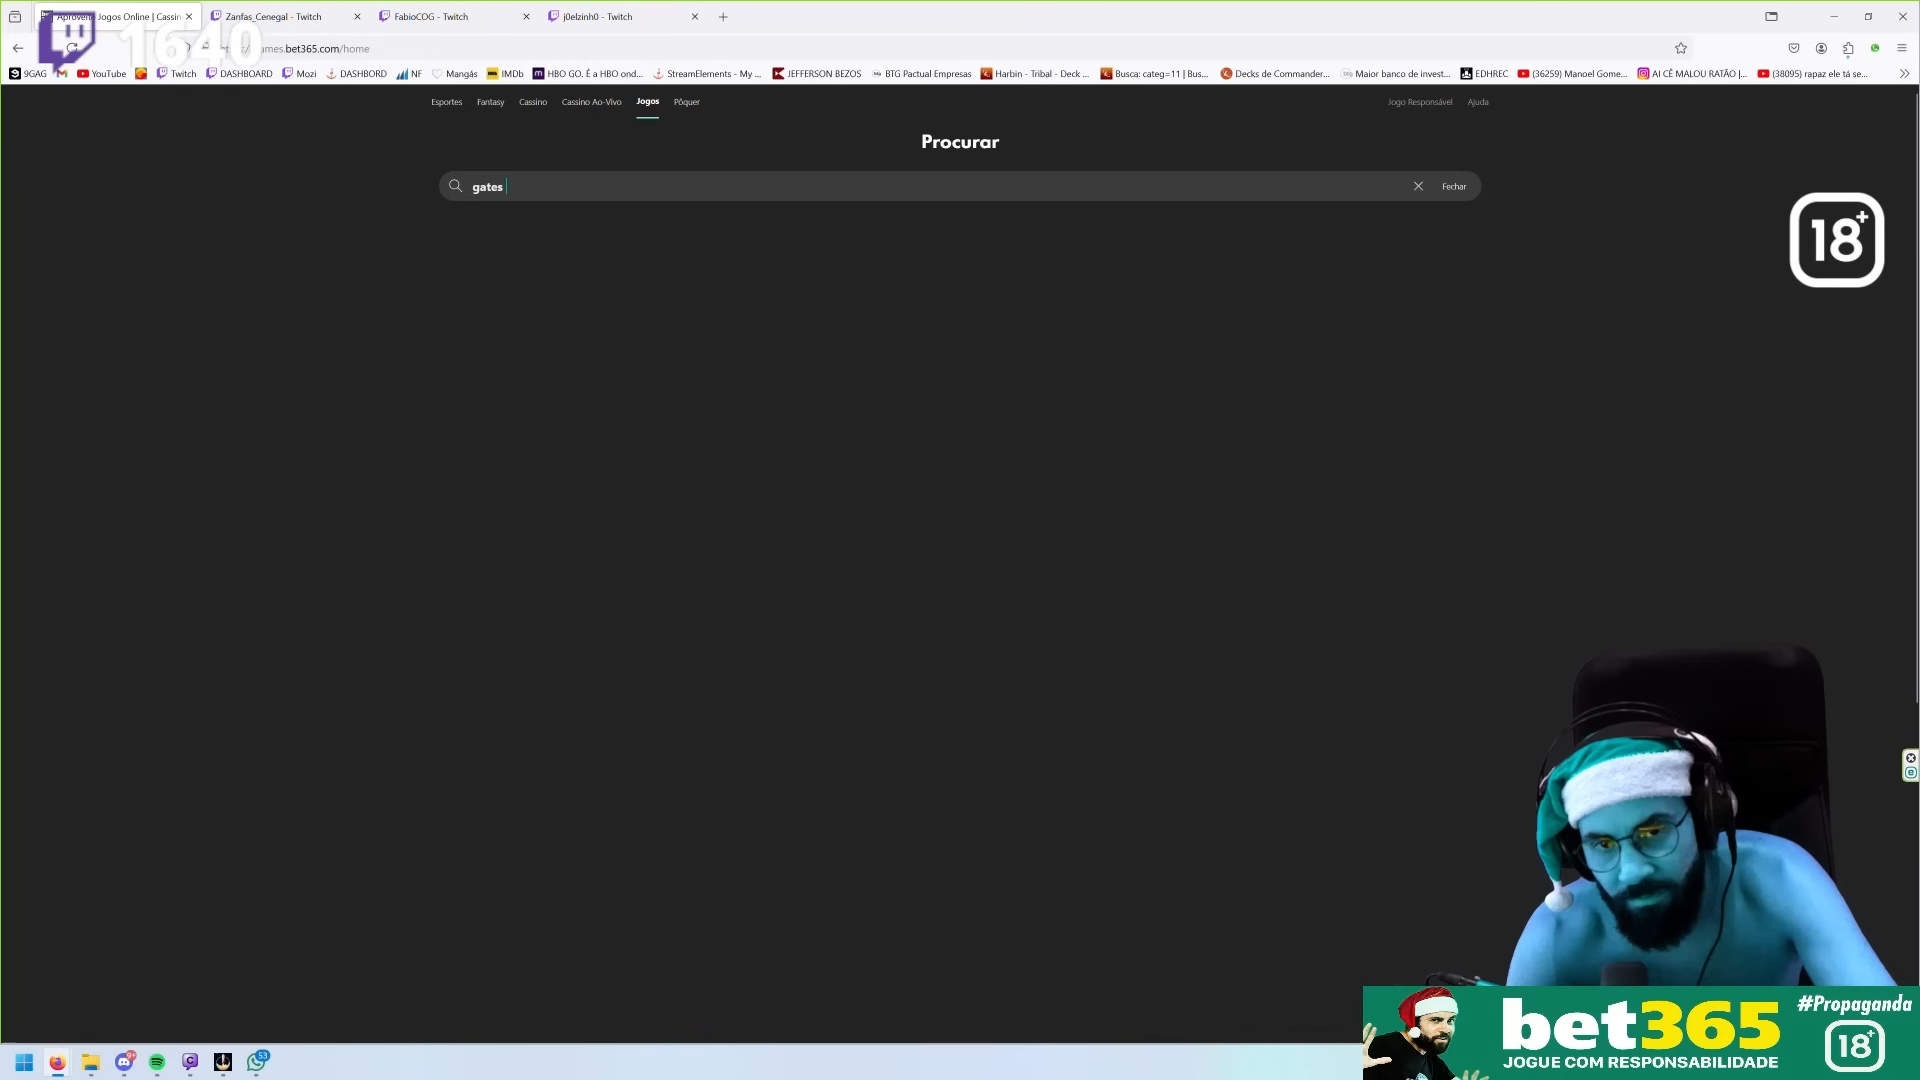 Aproveite Jogos Online | Cassin
Zanfas_Cenegal - Twitch
FabioCOG - Twitch
j0elzinh0 - Twitch
1640
ames.bet365.com/home
9GAG
YouTube
Twitch
DASHBOARD
Mozi
DASHBORD
NF
Mangás
IMDb
HBO GO. É a HBO ond...
StreamElements - My ...
JEFFERSON BEZOS
BTG Pactual Empresas
Harbin - Tribal - Deck ...
Busca: categ=11 | Bus...
Decks de Commander...
Maior banco de invest...
EDHREC
(36259) Manoel Gome...
AI CÊ MALOU RATÃO |...
(38095) rapaz ele tá se...
Esportes
Fantasy
Cassino
Cassino Ao-Vivo
Jogos
Pôquer
Jogo Responsável
Ajuda
Procurar
gates
Fechar
18+
bet365
#Propaganda
JOGUE COM RESPONSABILIDADE
18+
9+
53